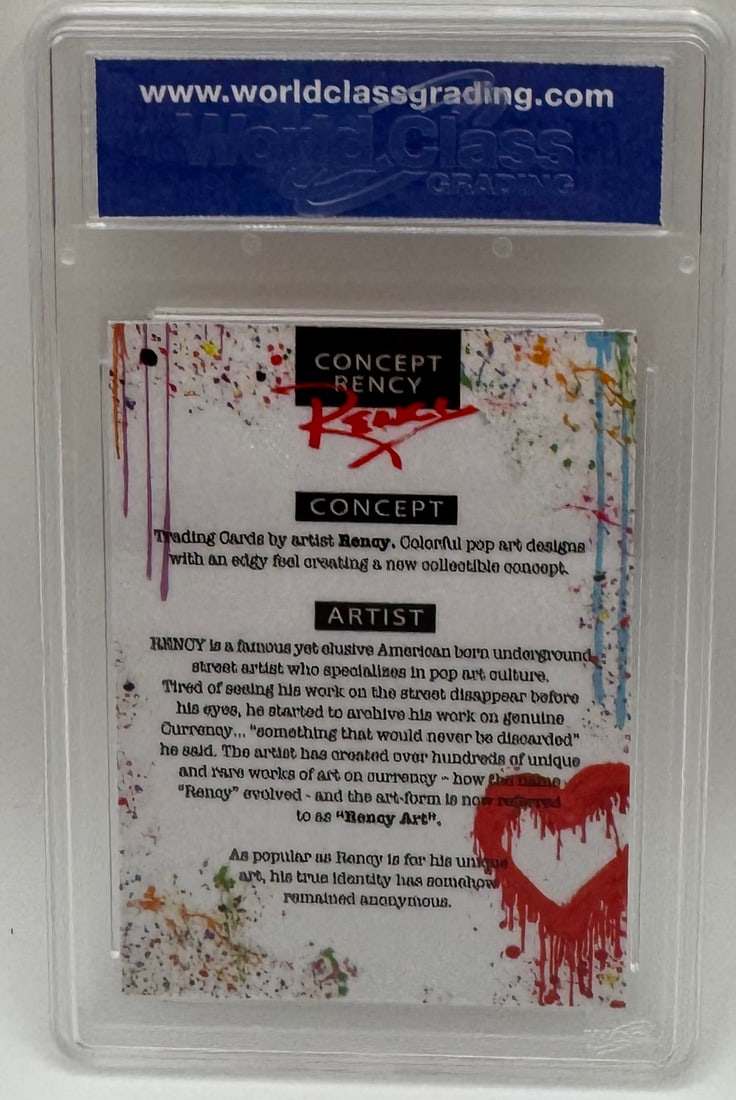 www.worldclassgrading.com
World Class
GRADING
CONCEPT
RENCY
RENCY
CONCEPT
Trading Cards by artist Rency. Colorful pop art designs
with an edgy feel creating a new collectible concept.
ARTIST
RENCY is a famous yet elusive American born underground
street artist who specializes in pop art culture.
Tired of seeing his work on the street disappear before
his eyes, he started to archive his work on genuine
Currency... "something that would never be discarded"
he said. The artist has created over hundreds of unique
and rare works of art on currency - how the name
"Rency" evolved - and the art-form is now referred
to as "Rency Art".
As popular as Rency is for his unique
art, his true identity has somehow
remained anonymous.